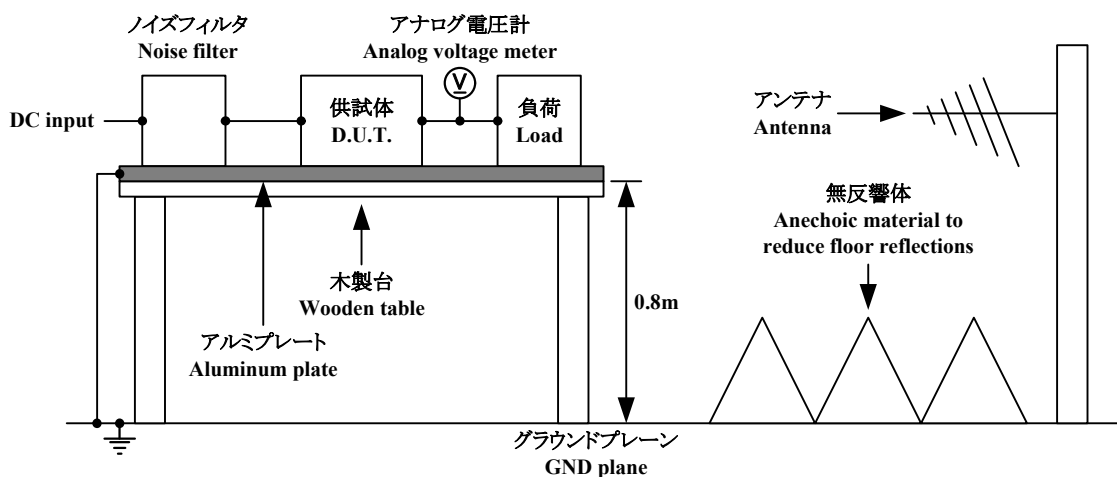 ノイズフィルタ
Noise filter
アナログ電圧計
Analog voltage meter
V
DC input
供試体
D.U.T.
負荷
Load
アンテナ
Antenna
無反響体
Anechoic material to
reduce floor reflections
木製台
Wooden table
0.8m
アルミプレート
Aluminum plate
グラウンドプレーン
GND plane